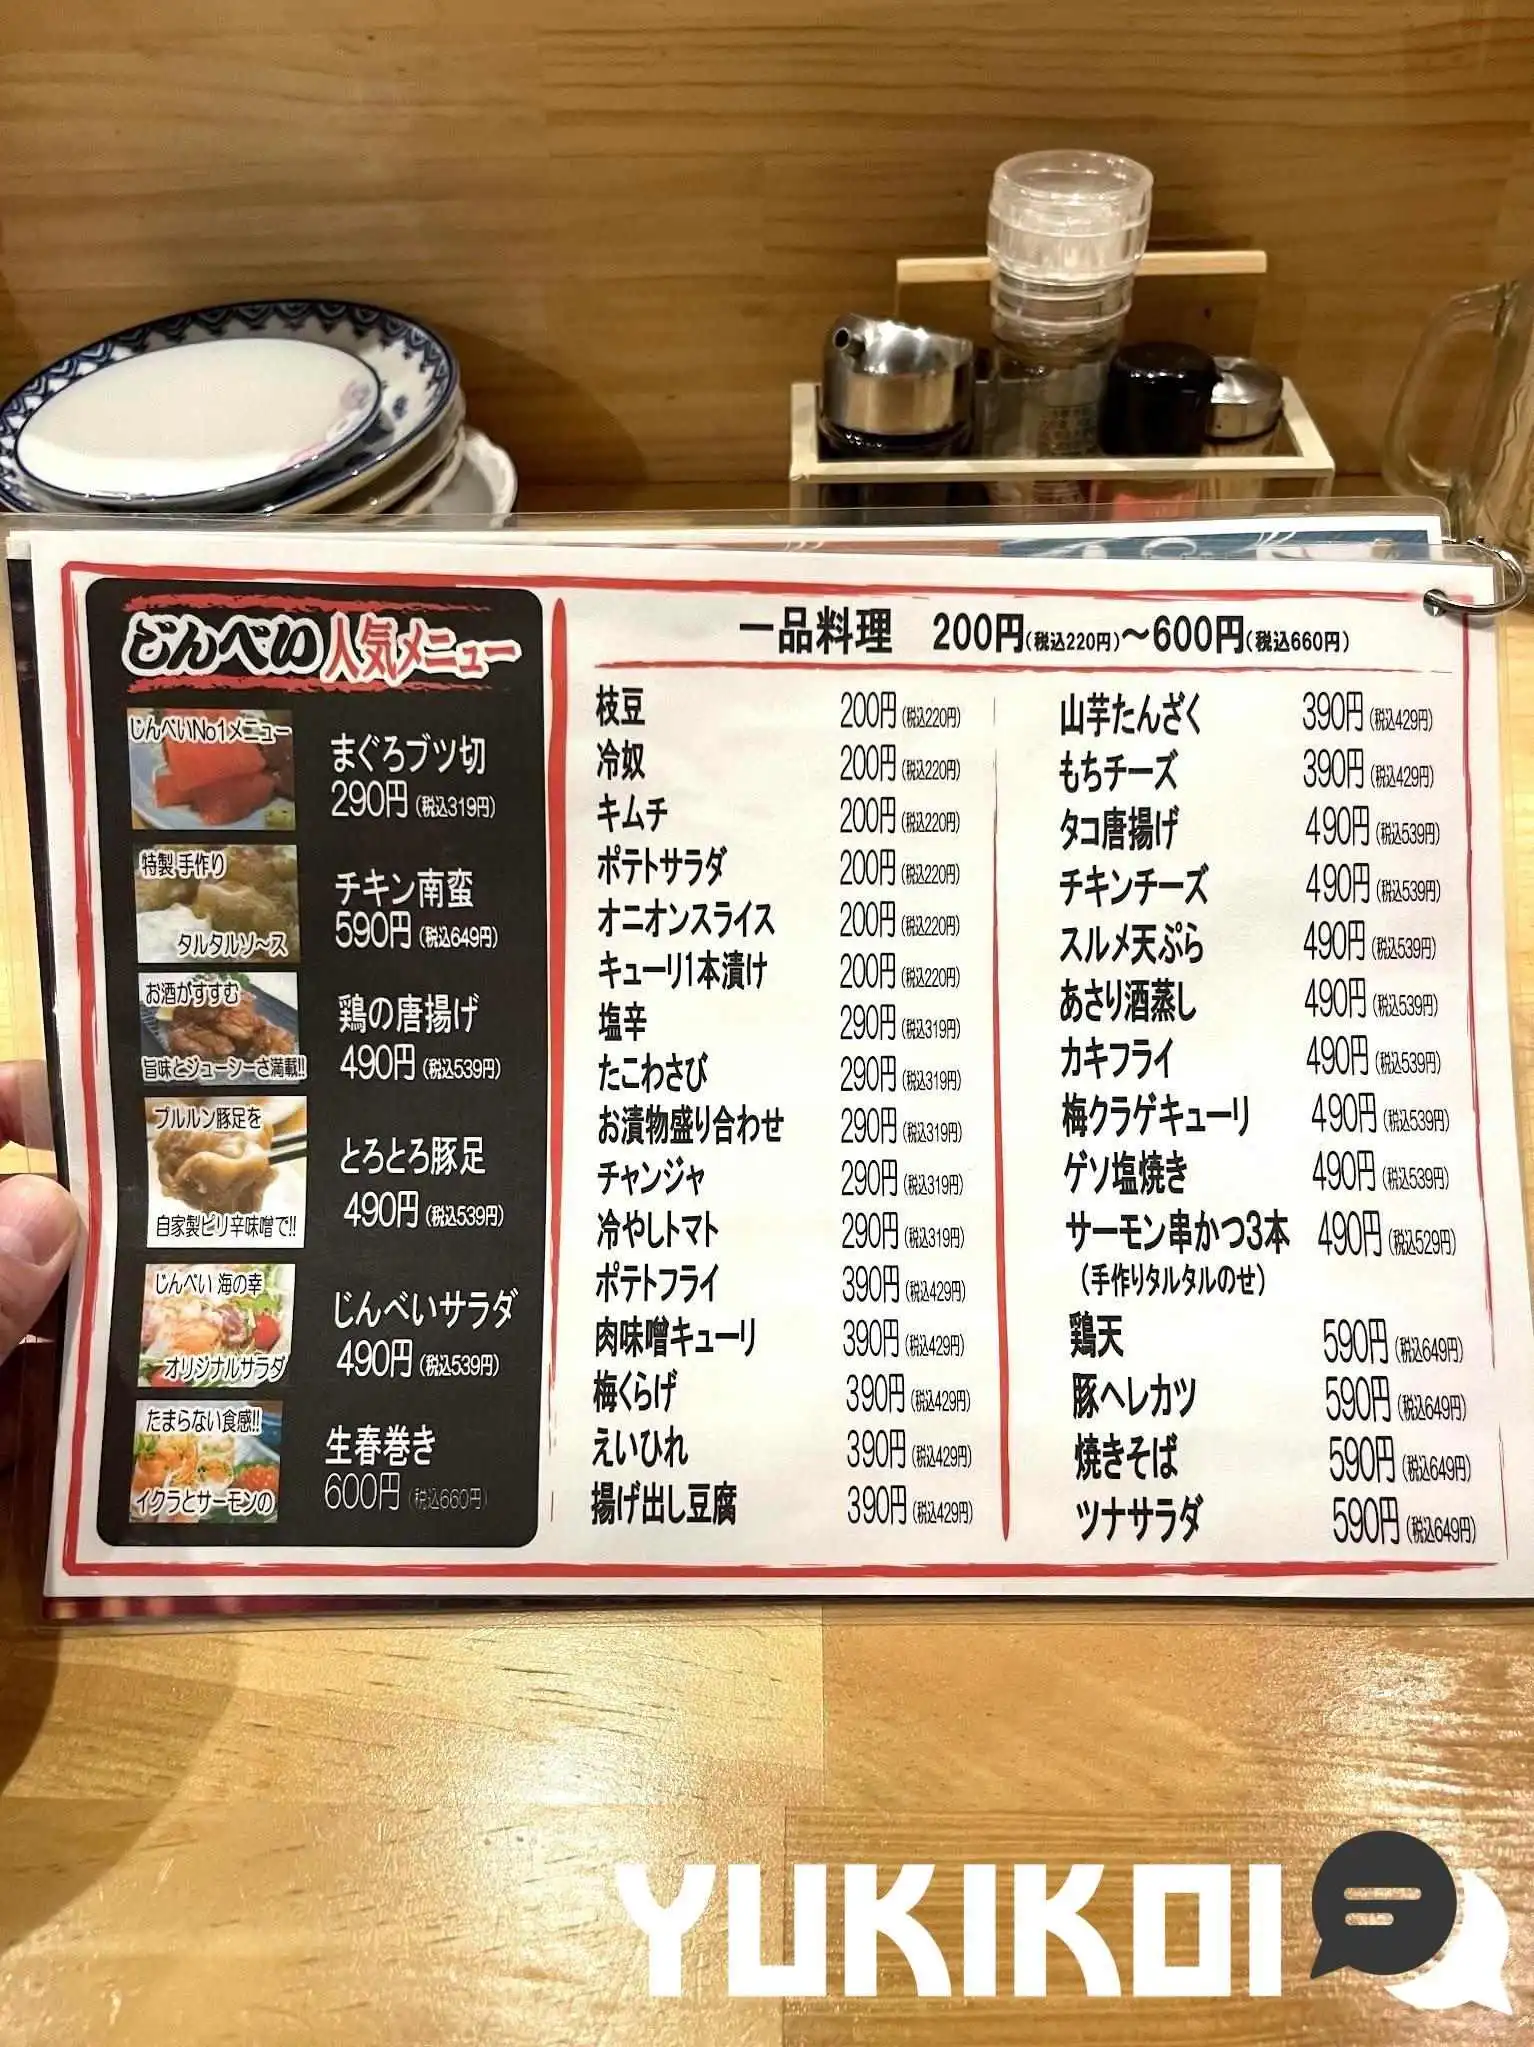 じんべい人気メニュー
じんべいNo1メニュー
まぐろブツ切
290円(税込319円)
特製 手作り
タルタルソ〜ス
チキン南蛮
590円(税込649円)
お酒がすすむ
旨味とジューシーさ満載!!
鶏の唐揚げ
490円(税込539円)
プルルン豚足を
自家製ピリ辛味噌で!!
とろとろ豚足
490円(税込539円)
じんべい 海の幸
オリジナルサラダ
じんべいサラダ
490円(税込539円)
たまらない食感!!
イクラとサーモンの
生春巻き
600円(税込660円)
一品料理 200円(税込220円)〜600円(税込660円)
枝豆 200円(税込220円)
冷奴 200円(税込220円)
キムチ 200円(税込220円)
ポテトサラダ 200円(税込220円)
オニオンスライス 200円(税込220円)
キューリ1本漬け 200円(税込220円)
塩辛 290円(税込319円)
たこわさび 290円(税込319円)
お漬物盛り合わせ 290円(税込319円)
チャンジャ 290円(税込319円)
冷やしトマト 290円(税込319円)
ポテトフライ 390円(税込429円)
肉味噌キューリ 390円(税込429円)
梅くらげ 390円(税込429円)
えいひれ 390円(税込429円)
揚げ出し豆腐 390円(税込429円)
山芋たんざく 390円(税込429円)
もちチーズ 390円(税込429円)
タコ唐揚げ 490円(税込539円)
チキンチーズ 490円(税込539円)
スルメ天ぷら 490円(税込539円)
あさり酒蒸し 490円(税込539円)
カキフライ 490円(税込539円)
梅クラゲキューリ 490円(税込539円)
ゲソ塩焼き 490円(税込539円)
サーモン串かつ3本 490円(税込529円)
(手作りタルタルのせ)
鶏天 590円(税込649円)
豚ヘレカツ 590円(税込649円)
焼きそば 590円(税込649円)
ツナサラダ 590円(税込649円)
YUKIKOI